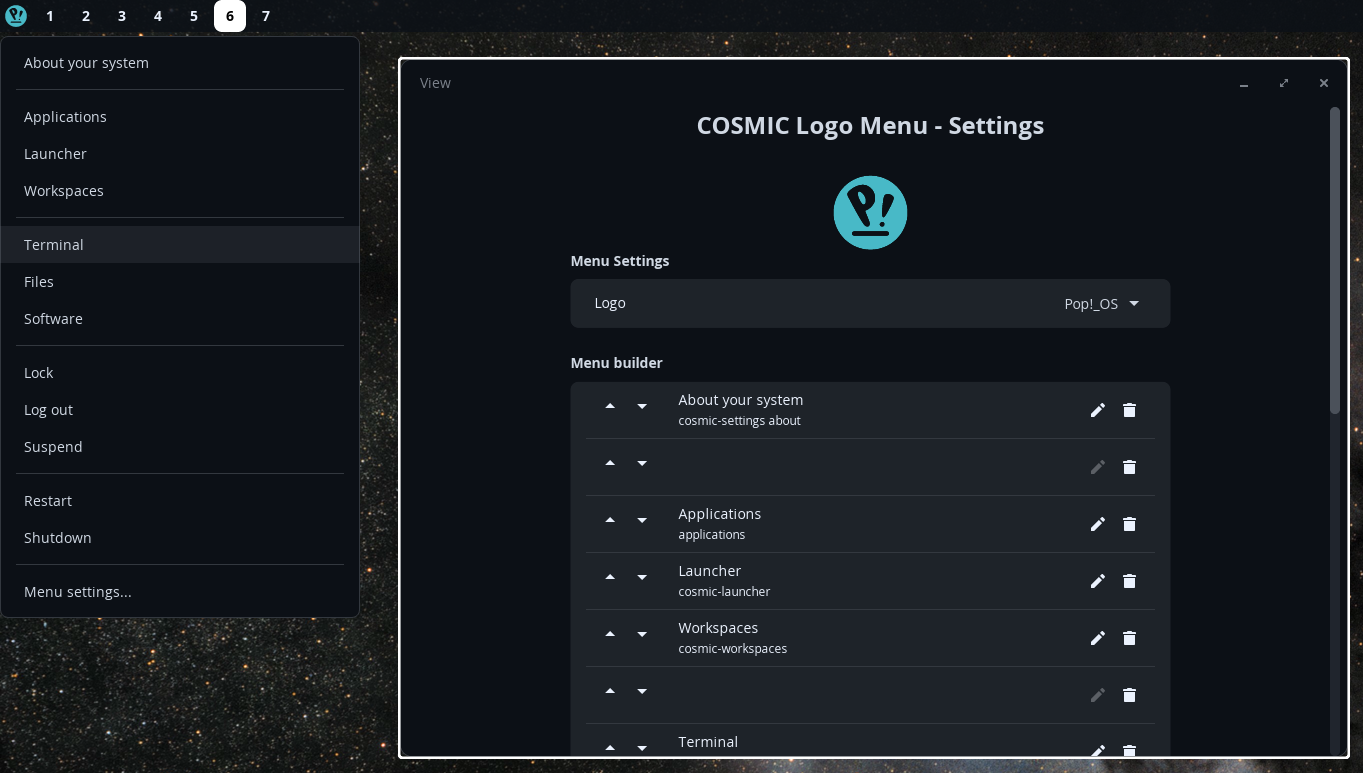 1 2 3 4 5 6 7
About your system
Applications
Launcher
Workspaces
Terminal
Files
Software
Lock
Log out
Suspend
Restart
Shutdown
Menu settings...
View
COSMIC Logo Menu - Settings
P!
Menu Settings
Logo Pop!_OS
Menu builder
About your system
cosmic-settings about
Applications
applications
Launcher
cosmic-launcher
Workspaces
cosmic-workspaces
Terminal